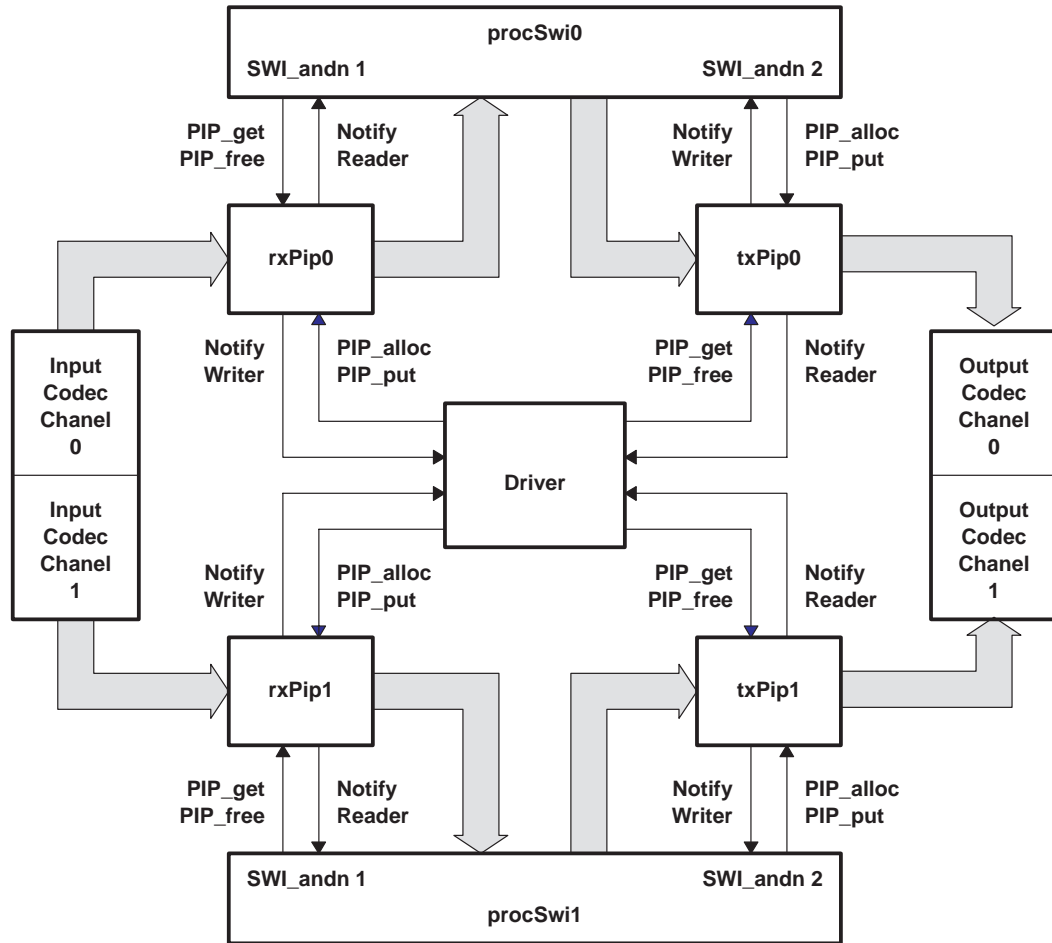 procSwi0
SWI_andn 1
SWI_andn 2
PIP_get
PIP_free
Notify
Reader
Notify
Writer
PIP_alloc
PIP_put
rxPip0
txPip0
Notify
Writer
PIP_alloc
PIP_put
PIP_get
PIP_free
Notify
Reader
Input
Codec
Chanel
0
Output
Codec
Chanel
0
Driver
Input
Codec
Chanel
1
Output
Codec
Chanel
1
Notify
Writer
PIP_alloc
PIP_put
PIP_get
PIP_free
Notify
Reader
rxPip1
txPip1
PIP_get
PIP_free
Notify
Reader
Notify
Writer
PIP_alloc
PIP_put
SWI_andn 1
SWI_andn 2
procSwi1